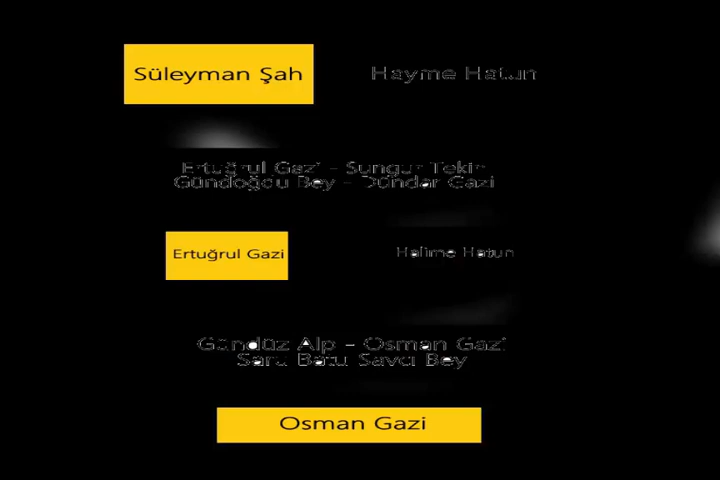 Süleyman Şah
Hayme Hatun
Ertuğrul Gazi - Sungur Tekin
Gündoğdu Bey - Dündar Gazi
Ertuğrul Gazi
Halime Hatun
Gündüz Alp - Osman Gazi
Saru Batu Savcı Bey
Osman Gazi